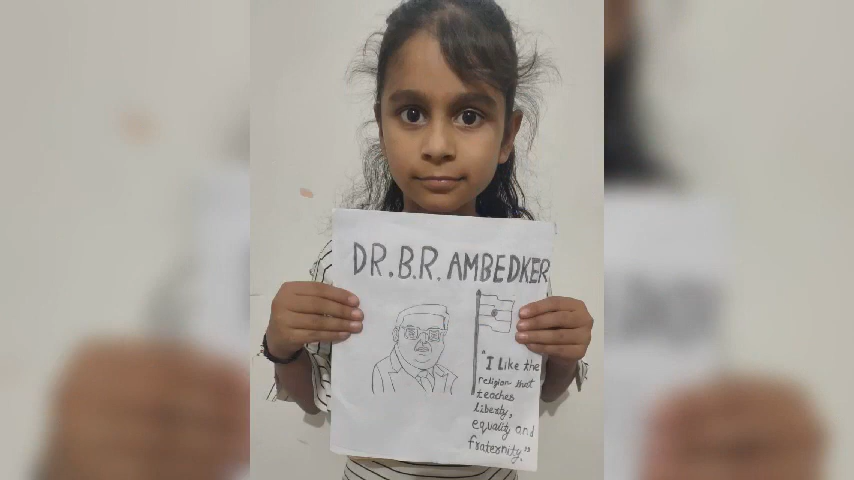 DR.B.R. AMBEDKER
"I Like the
religion that
teaches
liberty,
equality and
fraternity."